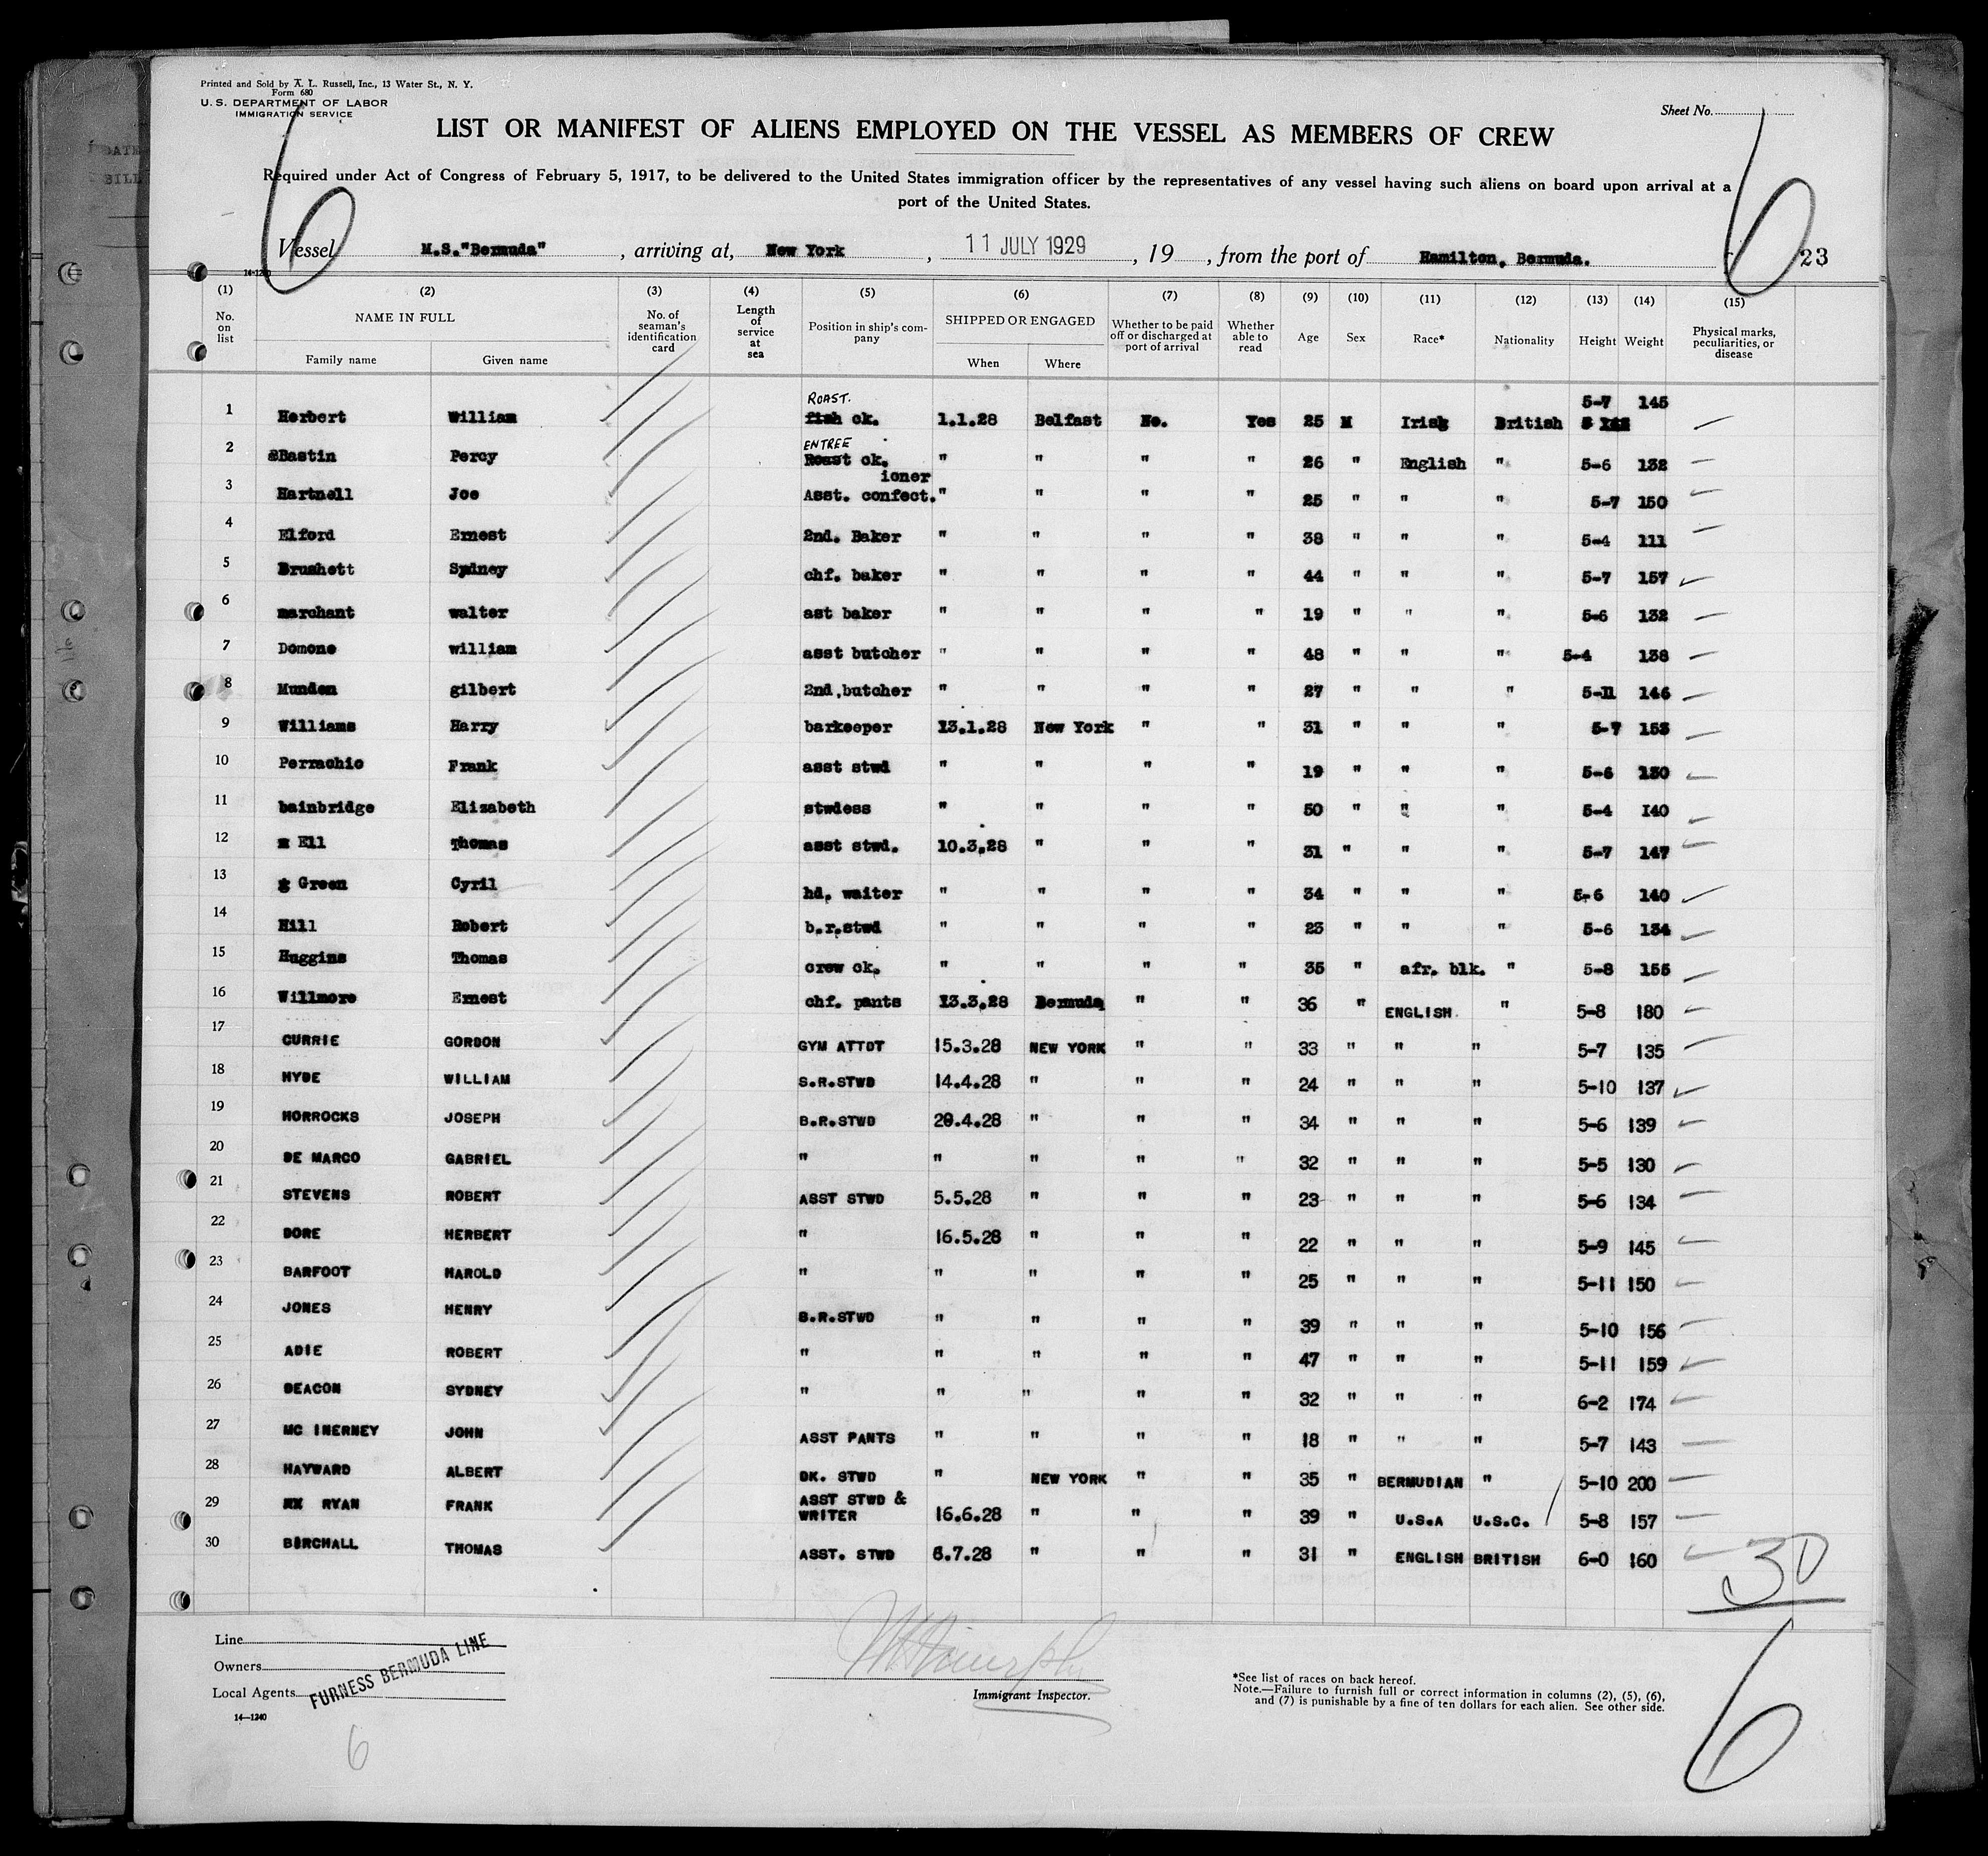 Printed and Sold by A. L. Russell, Inc., 13 Water St., N. Y.
Form 680
U. S. DEPARTMENT OF LABOR
IMMIGRATION SERVICE
Sheet No.
6 6
LIST OR MANIFEST OF ALIENS EMPLOYED ON THE VESSEL AS MEMBERS OF CREW
Required under Act of Congress of February 5, 1917, to be delivered to the United States immigration officer by the representatives of any vessel having such aliens on board upon arrival at a
port of the United States.
Vessel M.S."Bermuda" , arriving at, New York , 11 JULY 1929 , 19 , from the port of Hamilton, Bermuda. 23
14-1240
(1) (2) (3) (4) (5) (6) (7) (8) (9) (10) (11) (12) (13) (14) (15)
No. on list NAME IN FULL Family name Given name No. of seaman's identification card Length of service at sea Position in ship's company SHIPPED OR ENGAGED When Where Whether to be paid off or discharged at port of arrival Whether able to read Age Sex Race* Nationality Height Weight Physical marks, peculiarities, or disease
ROAST. 5-7 145
1 Herbert William fish ck. 1.1.28 Belfast No. Yes 25 M Irish British
ENTREE
2 Bastin Percy Roast ck. " " " " 26 " English " 5-6 132
ioner
3 Hartnell Joe Asst. confect. " " " " 25 " " " 5-7 150
4 Elford Ernest 2nd. Baker " " " " 38 " " " 5-4 111
5 Brushett Sydney chf. baker " " " " 44 " " " 5-7 157
6 marchant walter ast baker " " " " 19 " " " 5-6 132
7 Domone william asst butcher " " " " 48 " " " 5-4 138
8 Munden gilbert 2nd,butcher " " " " 27 " " " 5-11 146
9 Williams Harry barkeeper 13.1.28 New York " " 31 " " " 5-7 153
10 Perrachio Frank asst stwd " " " " 19 " " " 5-6 130
11 bainbridge Elizabeth stwdess " " " " 50 " " " 5-4 140
12 Ell Thomas asst stwd. 10.3.28 " " " 31 " " " 5-7 147
13 Green Cyril hd. waiter " " " " 34 " " " 5-6 140
14 Hill Robert b.r.stwd " " " " 23 " " " 5-6 134
15 Huggins Thomas crew ck. " " " " 35 " afr. blk. " 5-8 155
16 Willmore Ernest chf. pants 13.3.28 Bermuda " " 36 " ENGLISH. " 5-8 180
17 CURRIE GORDON GYM ATTDT 15.3.28 NEW YORK " " 33 " " " 5-7 135
18 HYDE WILLIAM S.R.STWD 14.4.28 " " " 24 " " " 5-10 137
19 HORROCKS JOSEPH B.R.STWD 20.4.28 " " " 34 " " " 5-6 139
20 DE MARCO GABRIEL " " " " " 32 " " " 5-5 130
21 STEVENS ROBERT ASST STWD 5.5.28 " " " 23 " " " 5-6 134
22 DORE HERBERT " 16.5.28 " " " 22 " " " 5-9 145
23 BARFOOT HAROLD " " " " " 25 " " " 5-11 150
24 JONES HENRY B.R.STWD " " " " 39 " " " 5-10 156
25 ADIE ROBERT " " " " " 47 " " " 5-11 159
26 DEACON SYDNEY " " " " " 32 " " " 6-2 174
27 MC INERNEY JOHN ASST PANTS " " " " 18 " " " 5-7 143
28 HAYWARD ALBERT DK. STWD " NEW YORK " " 35 " BERMUDIAN " 5-10 200
29 RYAN FRANK ASST STWD & WRITER 16.6.28 " " " 39 " U.S.A U.S.C. 5-8 157
30 BIRCHALL THOMAS ASST. STWD 6.7.28 " " " 31 " ENGLISH BRITISH 6-0 160
30
Line
Owners
Local Agents
FURNESS BERMUDA LINE
14—1240
Immigrant Inspector.
*See list of races on back hereof.
Note.—Failure to furnish full or correct information in columns (2), (5), (6),
and (7) is punishable by a fine of ten dollars for each alien. See other side.
6
6